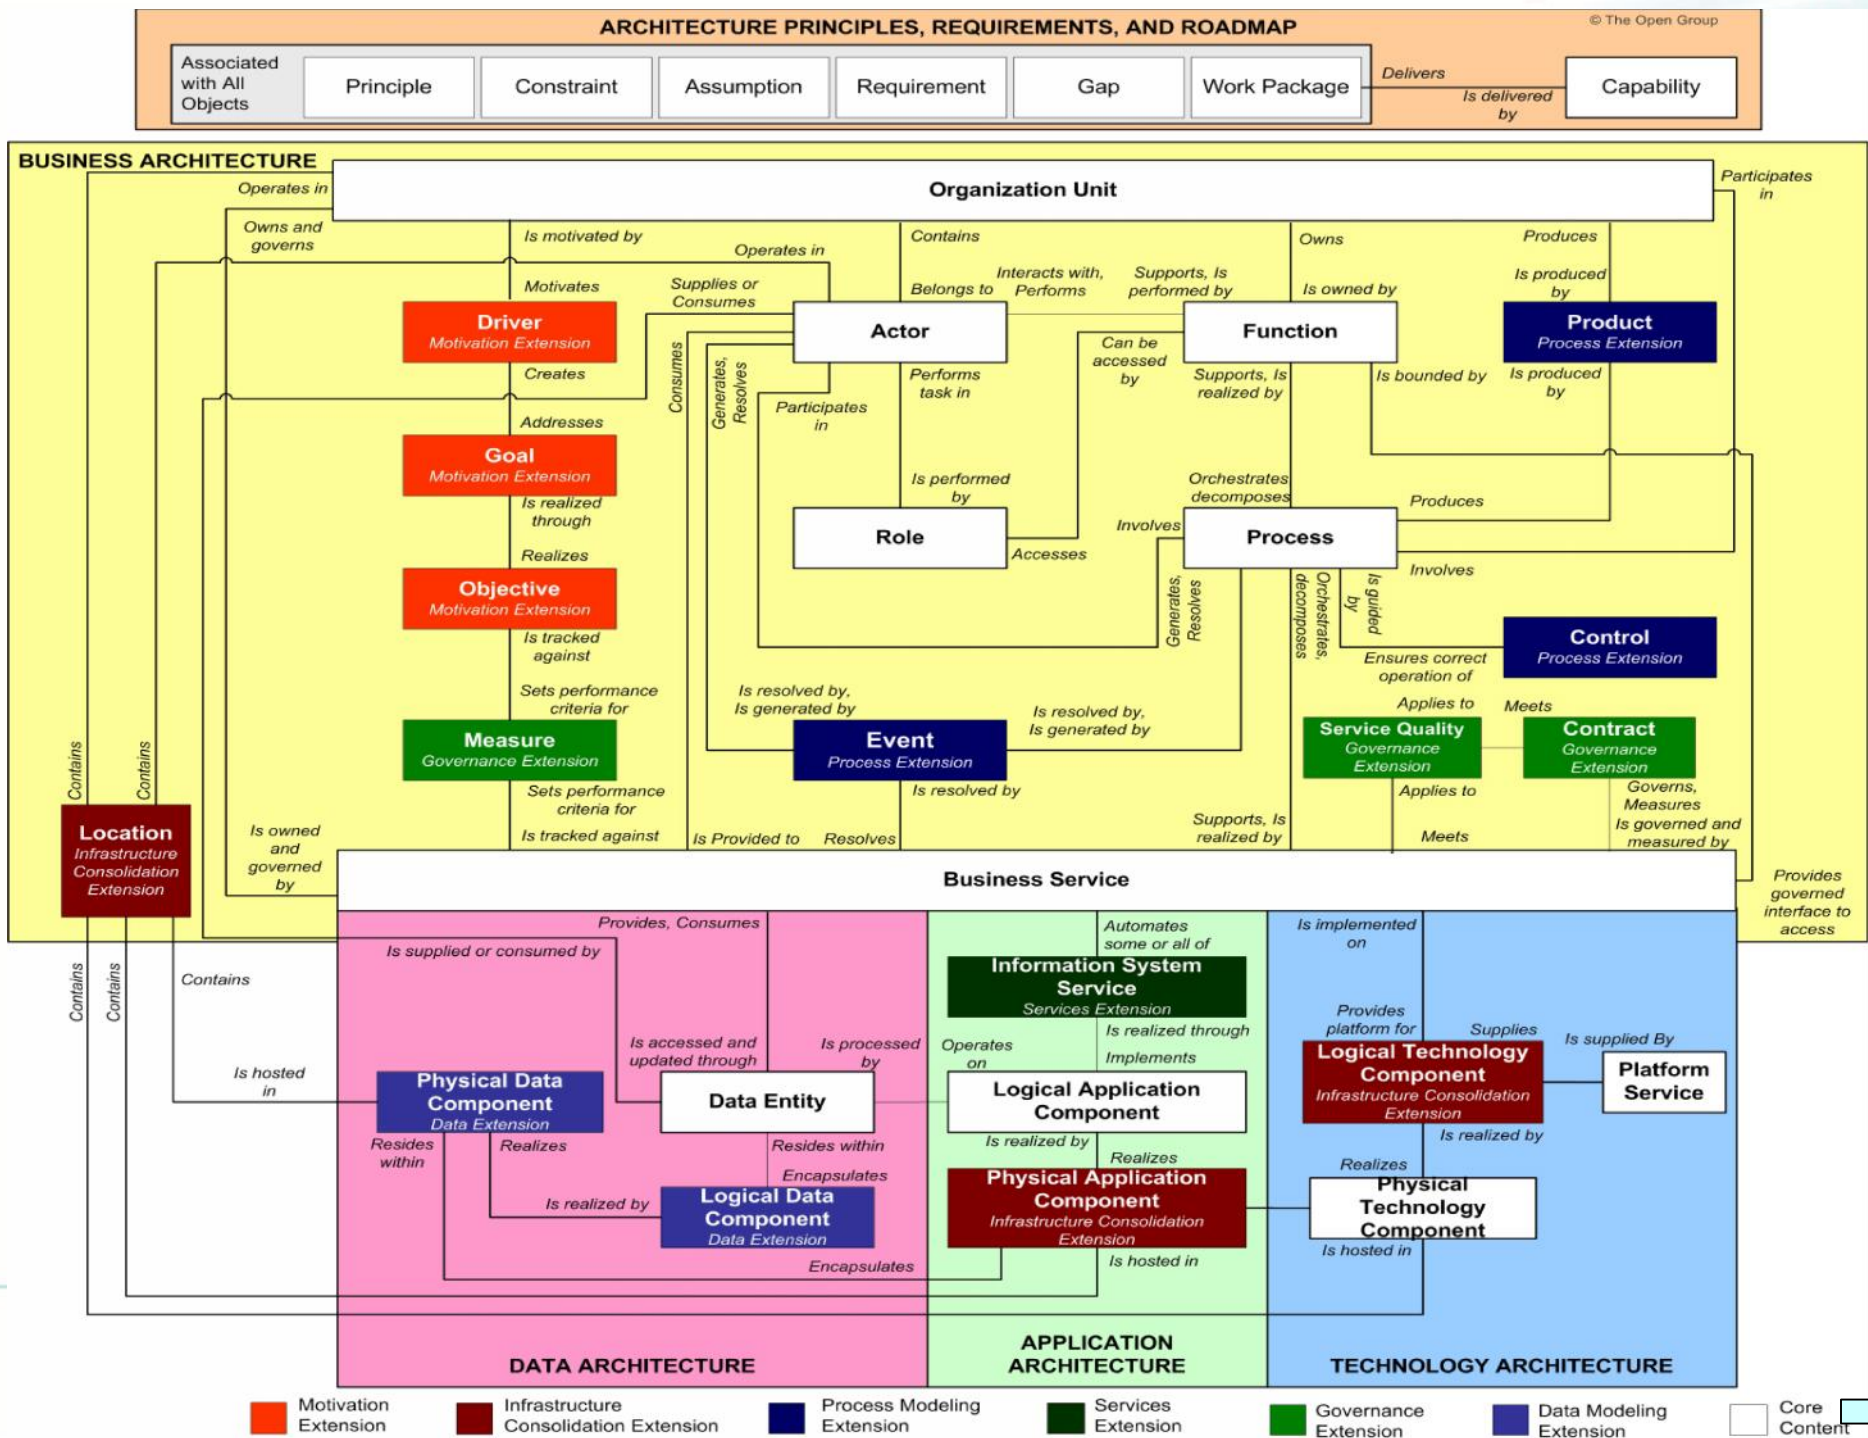 ARCHITECTURE PRINCIPLES, REQUIREMENTS, AND ROADMAP
© The Open Group
Associated
with All
Objects
Principle
Constraint
Assumption
Requirement
Gap
Work Package
Delivers
Is delivered
by
Capability
BUSINESS ARCHITECTURE
Operates in
Organization Unit
Participates
in
Owns and
governs
Is motivated by
Operates in
Contains
Owns
Produces
Motivates
Supplies or
Consumes
Belongs to
Interacts with,
Performs
Supports, Is
performed by
Is owned by
Is produced
by
Driver
Motivation Extension
Actor
Function
Product
Process Extension
Creates
Consumes
Generates,
Resolves
Performs
task in
Can be
accessed
by
Supports, Is
realized by
Is bounded by
Is produced
by
Participates
in
Addresses
Goal
Motivation Extension
Is realized
through
Is performed
by
Orchestrates
decomposes
Produces
Realizes
Role
Accesses
Involves
Process
Involves
Objective
Motivation Extension
Is tracked
against
Generates,
Resolves
Orchestrates,
decomposes
Is guided
by
Ensures correct
operation of
Control
Process Extension
Sets performance
criteria for
Is resolved by,
Is generated by
Is resolved by,
Is generated by
Applies to
Meets
Measure
Governance Extension
Event
Process Extension
Service Quality
Governance
Extension
Contract
Governance
Extension
Contains
Contains
Sets performance
criteria for
Is resolved by
Applies to
Governs,
Measures
Location
Infrastructure
Consolidation
Extension
Is owned
and
governed
by
Is tracked against
Is Provided to
Resolves
Supports, Is
realized by
Meets
Is governed and
measured by
Business Service
Provides
governed
interface to
access
Contains
Contains
Contains
Provides, Consumes
Is supplied or consumed by
Automates
some or all of
Is implemented
on
Information System
Service
Services Extension
Is hosted
in
Is accessed and
updated through
Is processed
by
Operates
on
Is realized through
Implements
Provides
platform for
Supplies
Is supplied By
Physical Data
Component
Data Extension
Data Entity
Logical Application
Component
Logical Technology
Component
Infrastructure Consolidation
Extension
Platform
Service
Resides
within
Realizes
Resides within
Is realized by
Is realized by
Encapsulates
Realizes
Realizes
Is realized by
Logical Data
Component
Data Extension
Physical Application
Component
Infrastructure Consolidation
Extension
Physical
Technology
Component
Encapsulates
Is hosted in
Is hosted in
DATA ARCHITECTURE
APPLICATION
ARCHITECTURE
TECHNOLOGY ARCHITECTURE
Motivation
Extension
Infrastructure
Consolidation Extension
Process Modeling
Extension
Services
Extension
Governance
Extension
Data Modeling
Extension
Core
Content